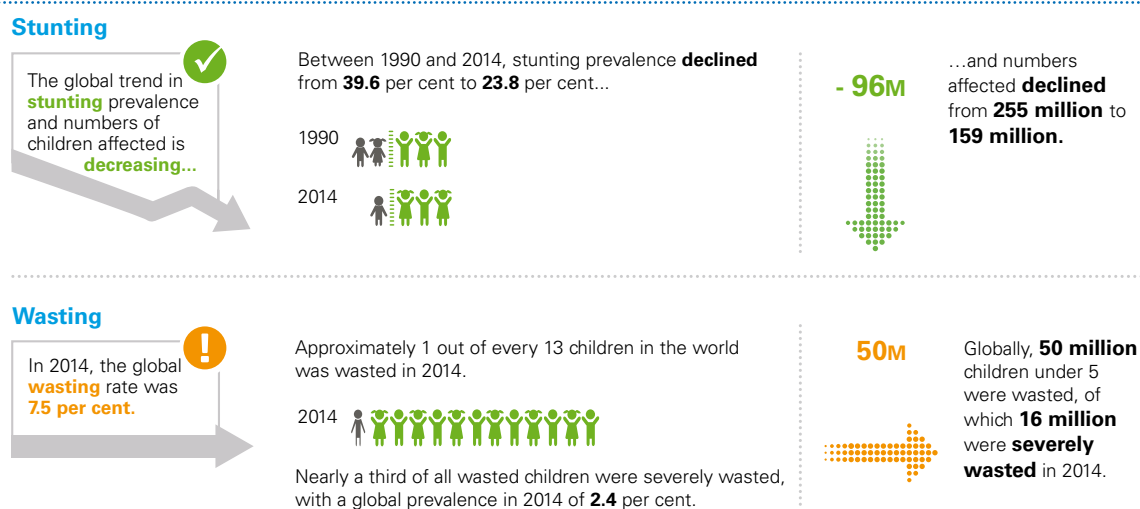 Stunting
The global trend in
stunting prevalence
and numbers of
children affected is
decreasing...
Between 1990 and 2014, stunting prevalence declined
from 39.6 per cent to 23.8 per cent...
1990
2014
- 96M
...and numbers
affected declined
from 255 million to
159 million.
Wasting
In 2014, the global
wasting rate was
7.5 per cent.
!
Approximately 1 out of every 13 children in the world
was wasted in 2014.
2014
Nearly a third of all wasted children were severely wasted,
with a global prevalence in 2014 of 2.4 per cent.
50M
Globally, 50 million
children under 5
were wasted, of
which 16 million
were severely
wasted in 2014.